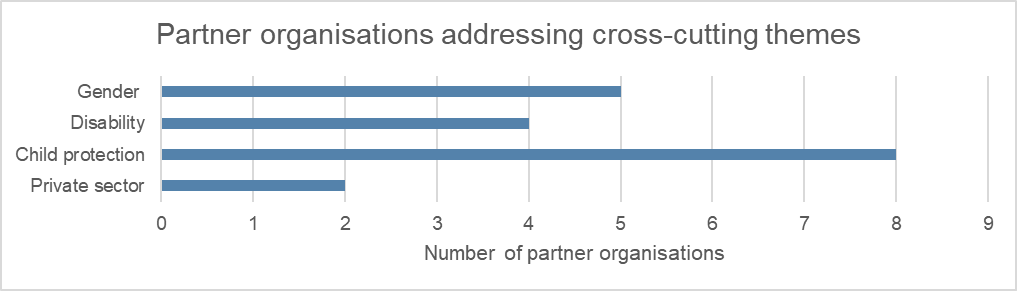 Partner organisations addressing cross-cutting themes
Gender
Disability
Child protection
Private sector
0 1 2 3 4 5 6 7 8 9
Number of partner organisations